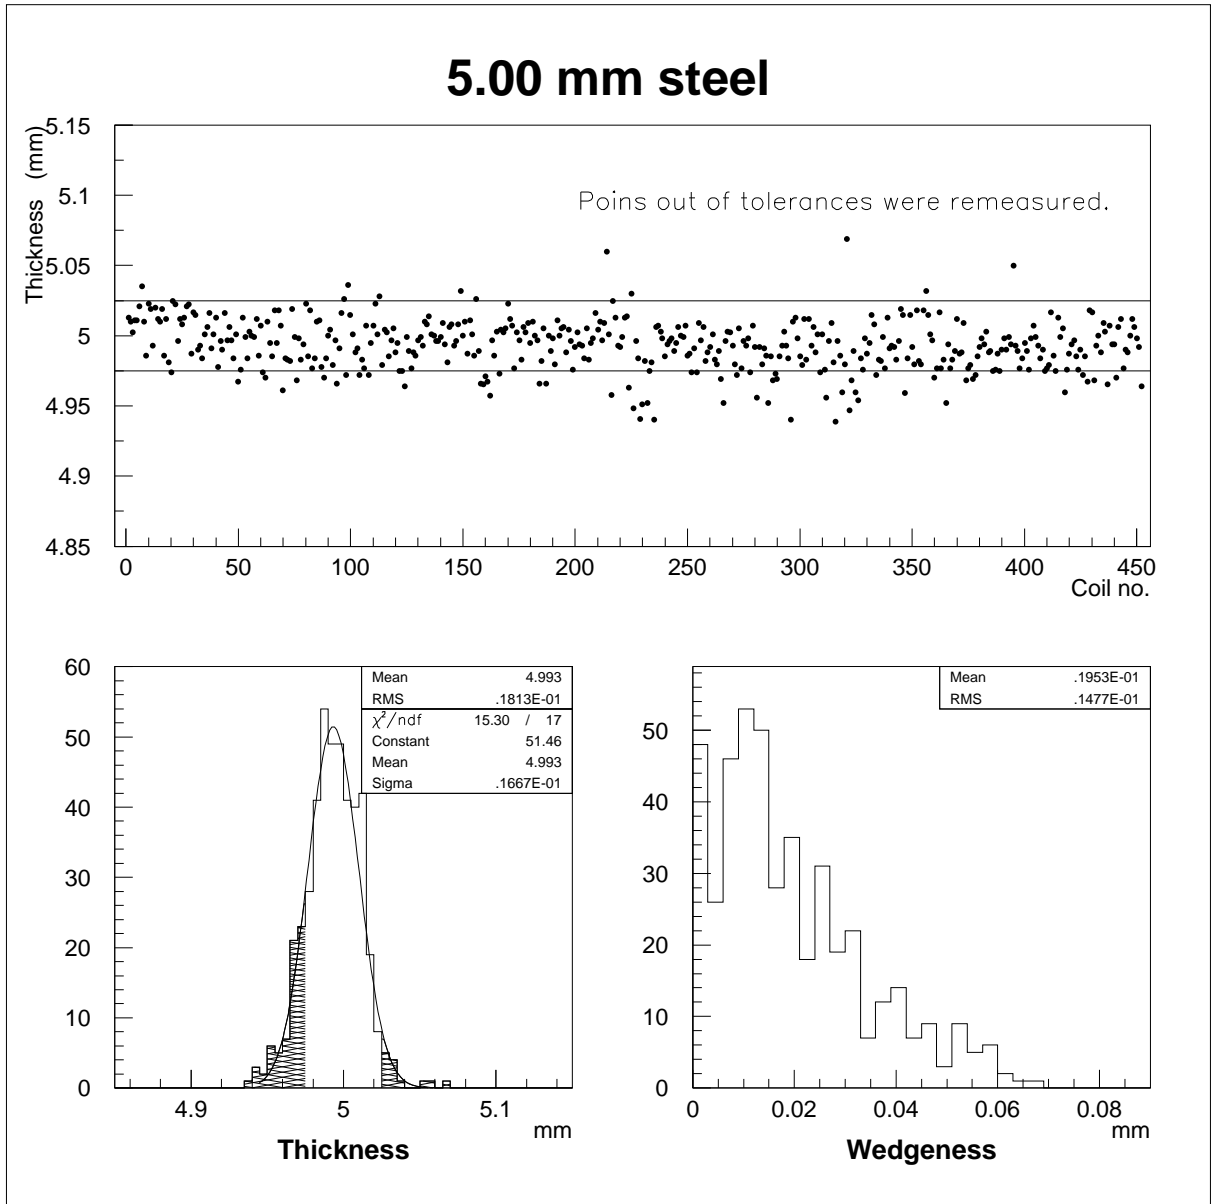 5.00 mm steel
Thickness (mm)
5.15
5.1
5.05
5
4.95
4.9
4.85
Poins out of tolerances were remeasured.
0 50 100 150 200 250 300 350 400 450
Coil no.
60
50
40
30
20
10
0
Mean 4.993
RMS .1813E-01
χ²/ndf 15.30 / 17
Constant 51.46
Mean 4.993
Sigma .1667E-01
4.9 5 5.1
mm
Thickness
50
40
30
20
10
0
Mean .1953E-01
RMS .1477E-01
0 0.02 0.04 0.06 0.08
mm
Wedgeness